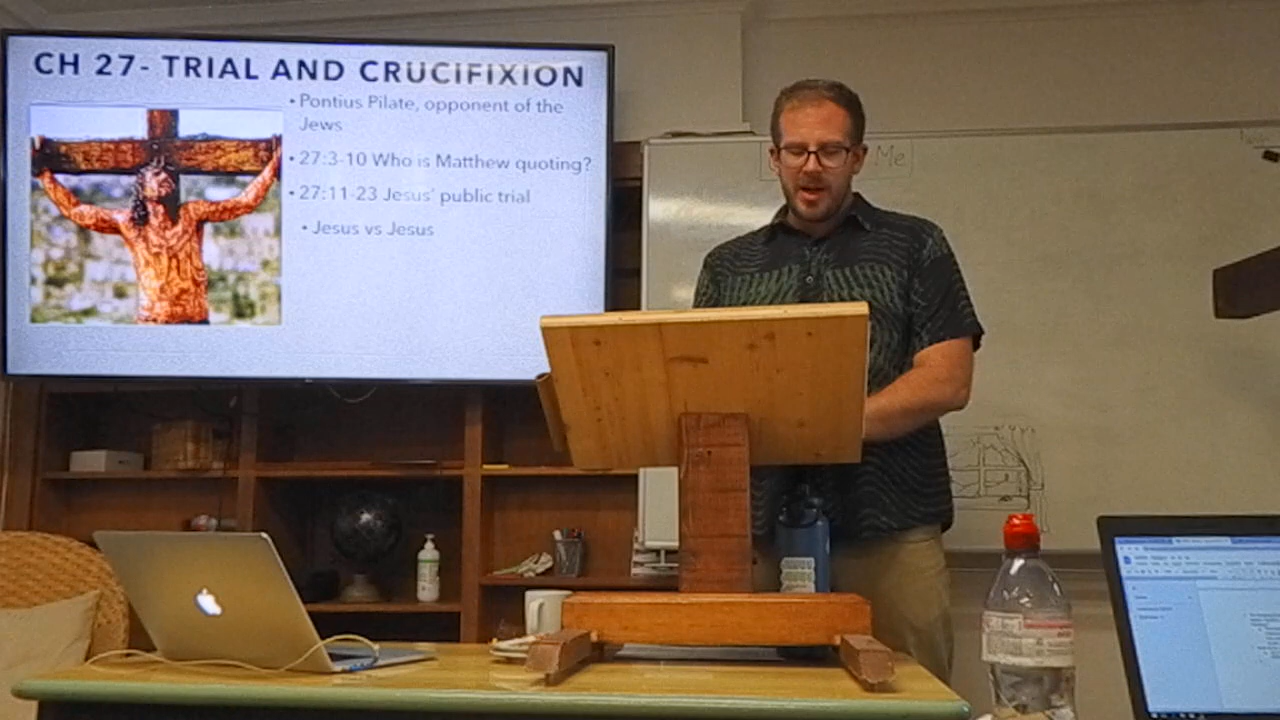 CH 27- TRIAL AND CRUCIFIXION
• Pontius Pilate, opponent of the
Jews
• 27:3-10 Who is Matthew quoting?
• 27:11-23 Jesus' public trial
• Jesus vs Jesus
Me